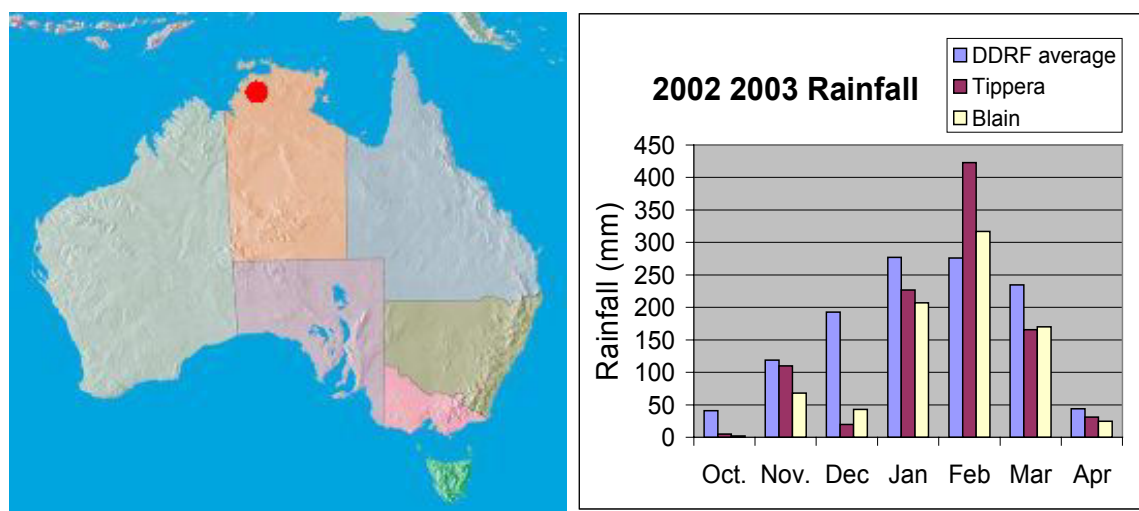 DDRF average
Tippera
Blain
2002 2003 Rainfall
Rainfall (mm)
450
400
350
300
250
200
150
100
50
0
Oct. Nov. Dec Jan Feb Mar Apr